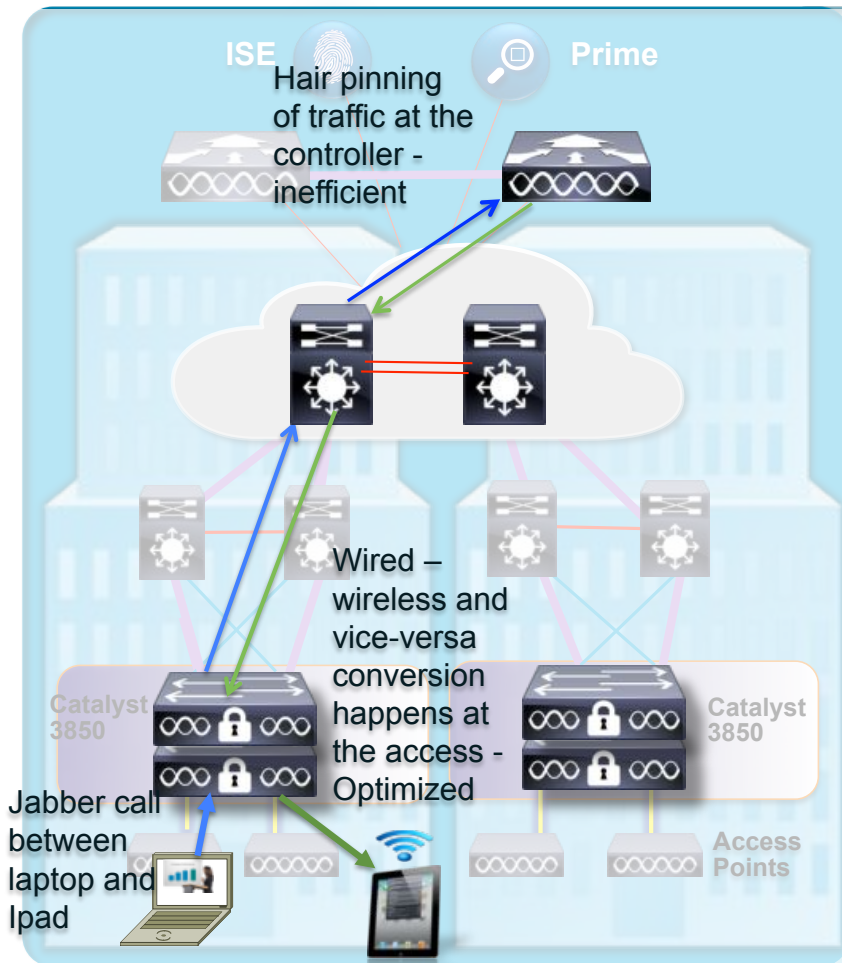 ISE
Prime
Hair pinning
of traffic at the
controller -
inefficient
Wired –
wireless and
vice-versa
conversion
happens at
the access -
Optimized
Catalyst
3850
Catalyst
3850
Jabber call
between
laptop and
Ipad
Access
Points